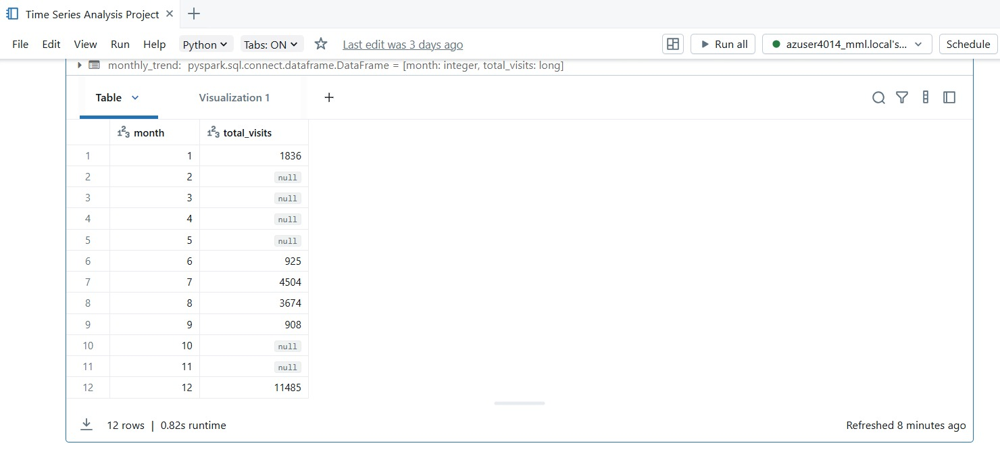 Time Series Analysis Project
File Edit View Run Help Python Tabs: ON Last edit was 3 days ago Run all azuser4014_mml.local's... Schedule
monthly_trend: pyspark.sql.connect.dataframe.DataFrame = [month: integer, total_visits: long]
Table Visualization 1 +
123 month 123 total_visits
1 1 1836
2 2 null
3 3 null
4 4 null
5 5 null
6 6 925
7 7 4504
8 8 3674
9 9 908
10 10 null
11 11 null
12 12 11485
12 rows | 0.82s runtime Refreshed 8 minutes ago